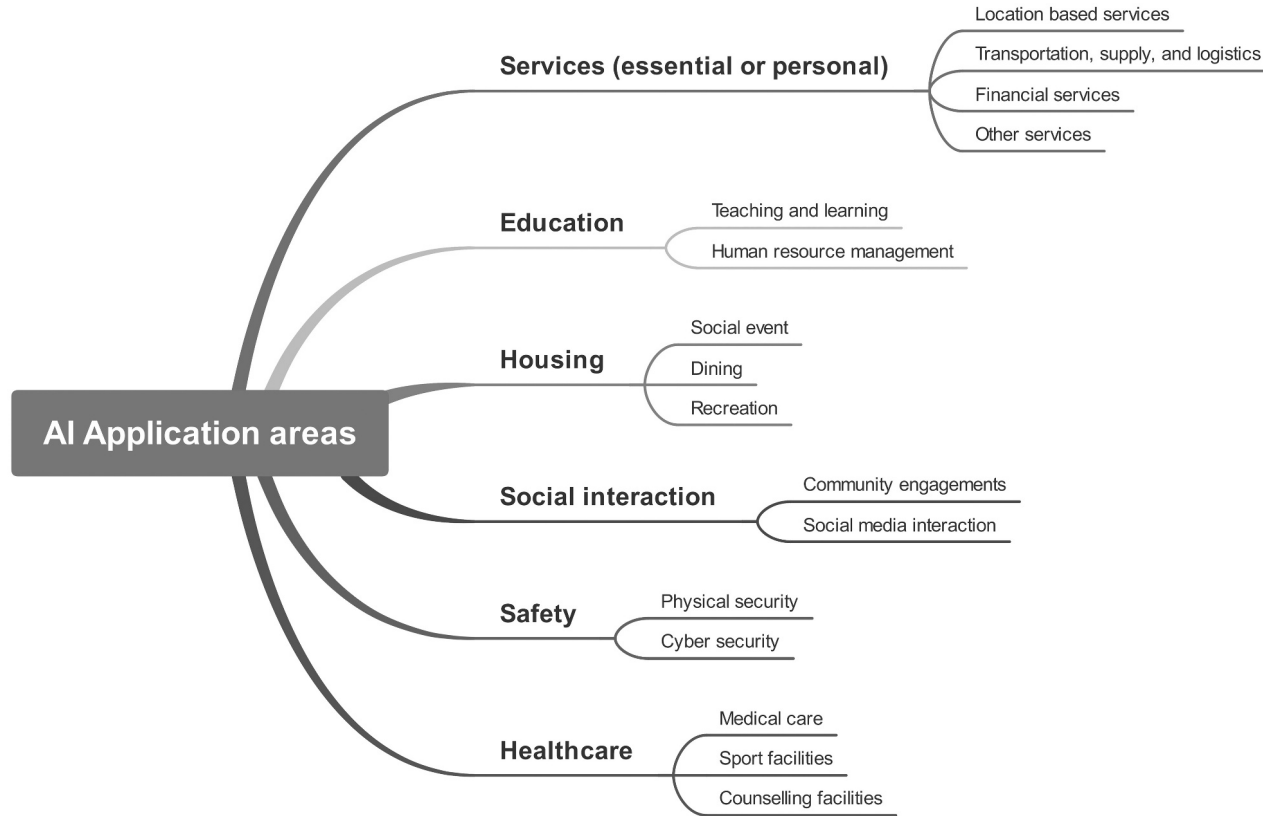 AI Application areas
Services (essential or personal)
Location based services
Transportation, supply, and logistics
Financial services
Other services
Education
Teaching and learning
Human resource management
Housing
Social event
Dining
Recreation
Social interaction
Community engagements
Social media interaction
Safety
Physical security
Cyber security
Healthcare
Medical care
Sport facilities
Counselling facilities